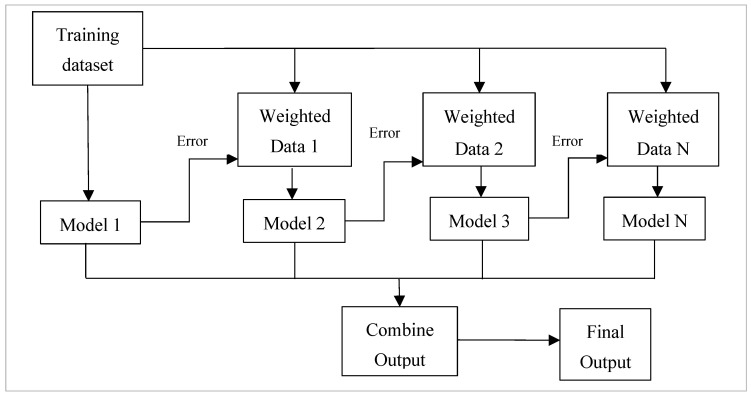 Training
dataset
Weighted
Data 1
Weighted
Data 2
Weighted
Data N
Error
Error
Error
Model 1
Model 2
Model 3
Model N
Combine
Output
Final
Output